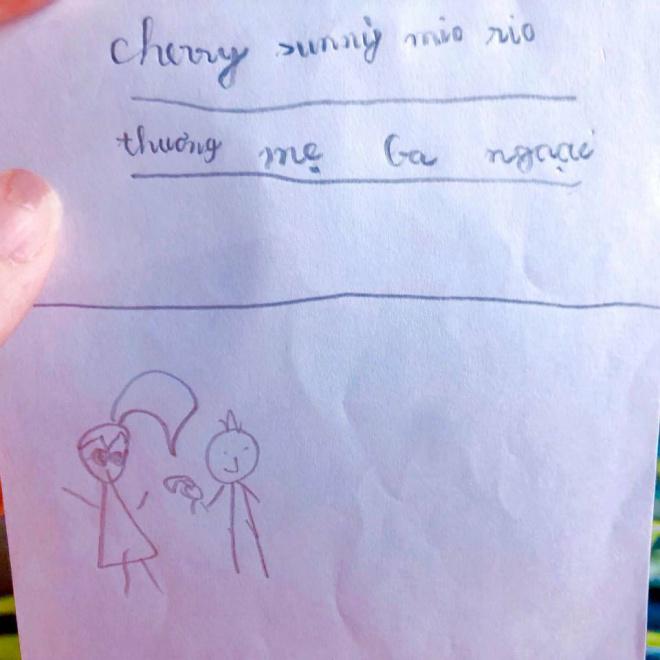 cherry sunny mio rio
thương mẹ ba ngoại